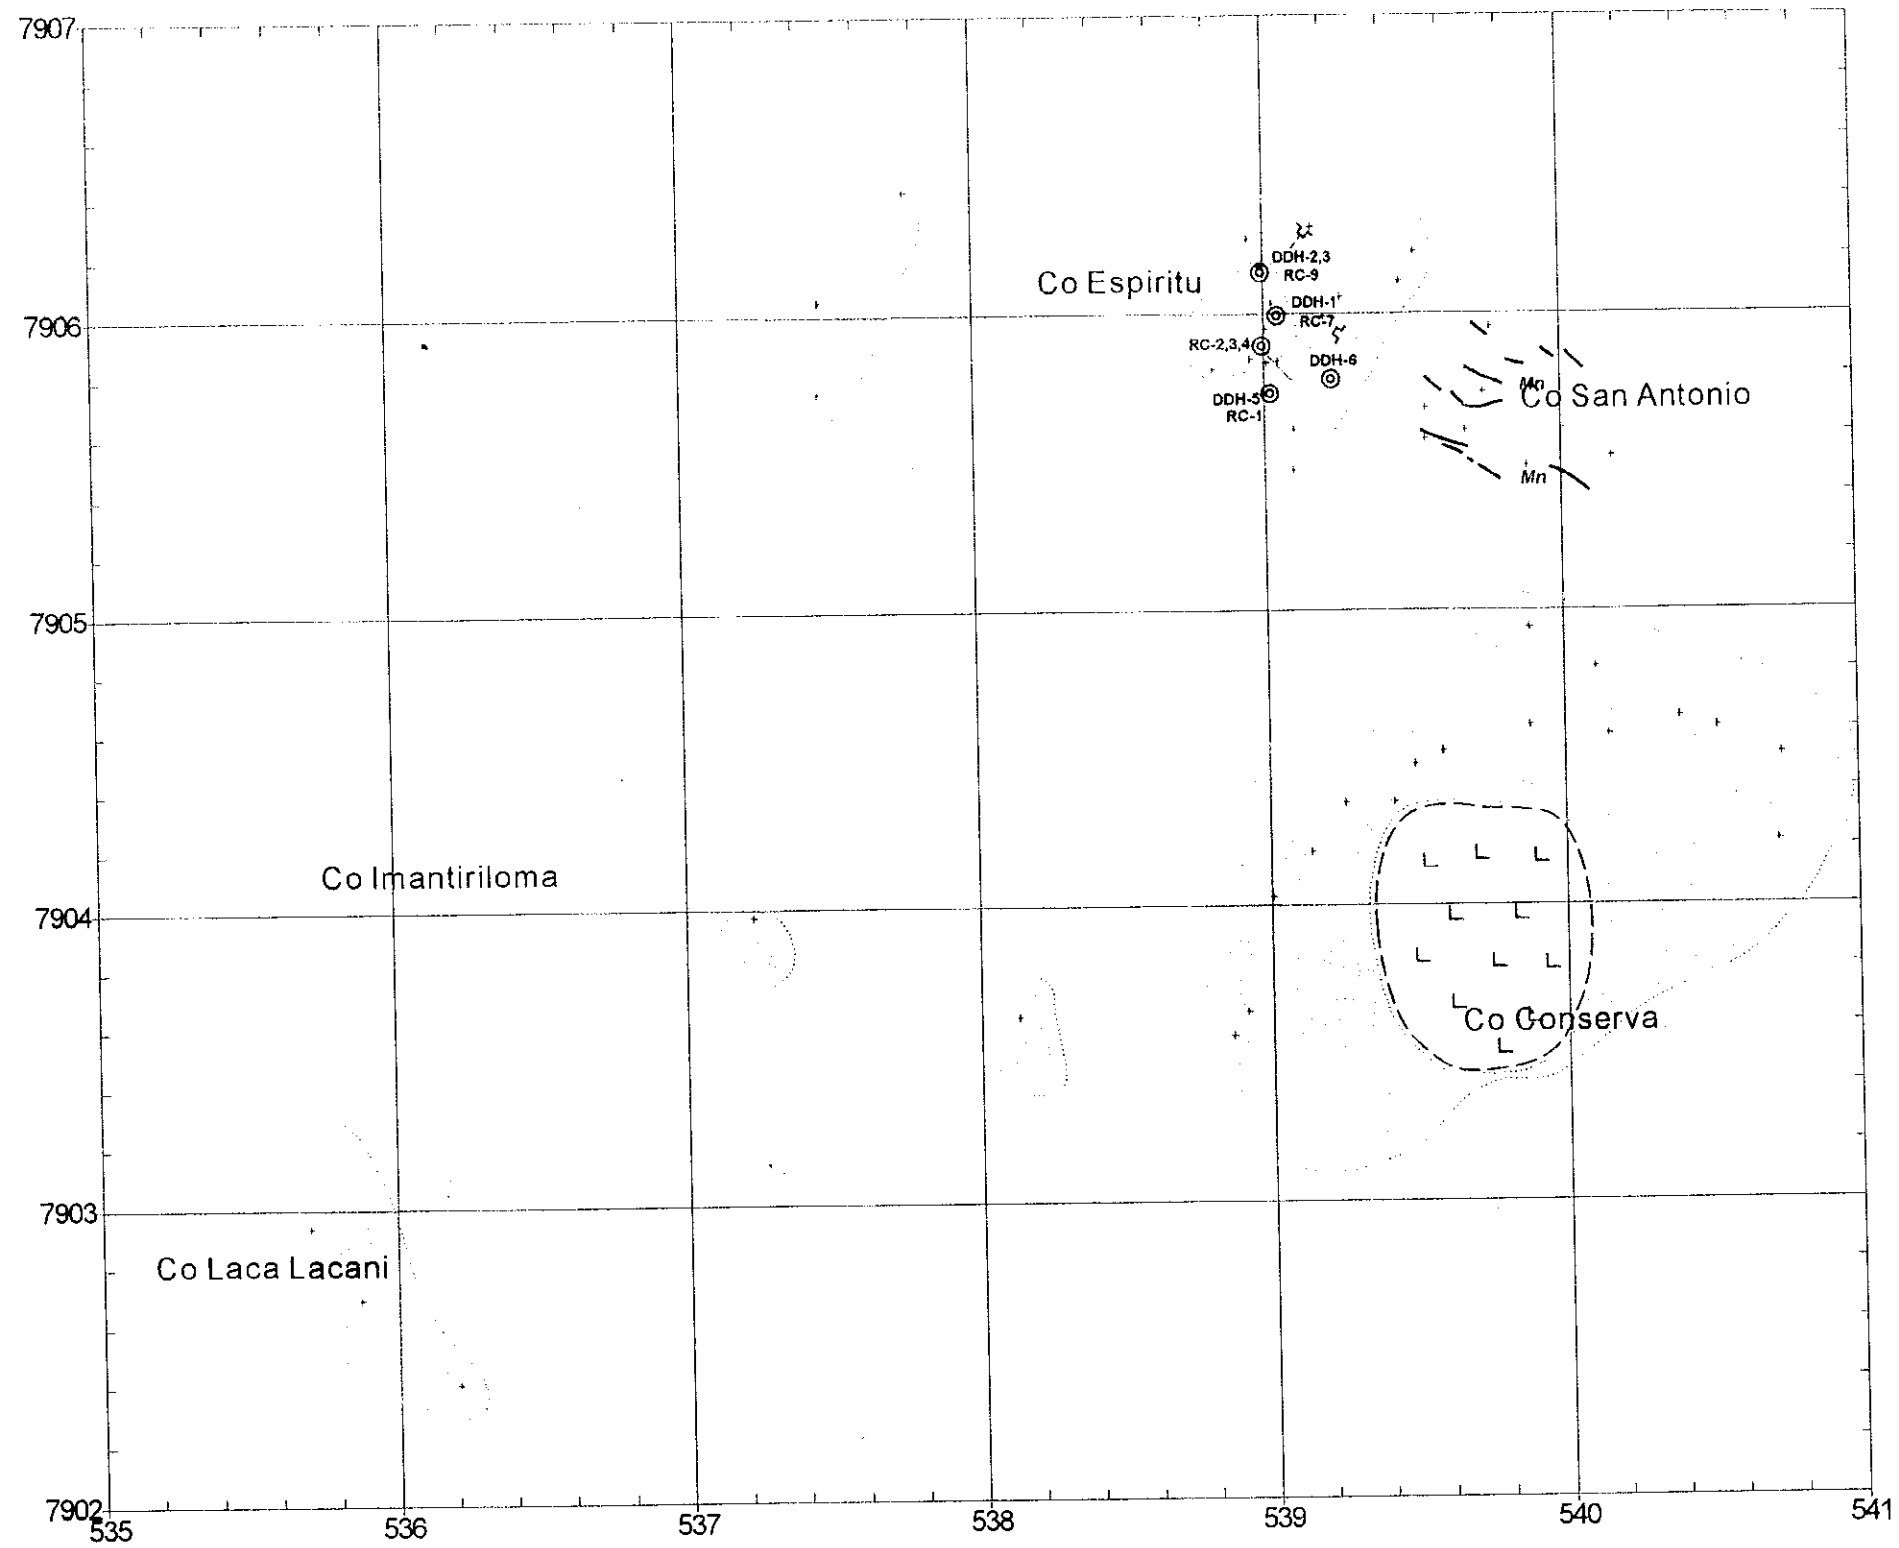 7907
DDH-2,3
RC-9
Co Espiritu
DDH-1
RC-7
7906
RC-2,3,4
DDH-6
Mn
Co San Antonio
DDH-5
RC-1
Mn
7905
Co Imantiriloma
7904
L L L
L L
L L L
L L
Co Conserva
L
7903
Co Laca Lacani
7902
535 536 537 538 539 540 541